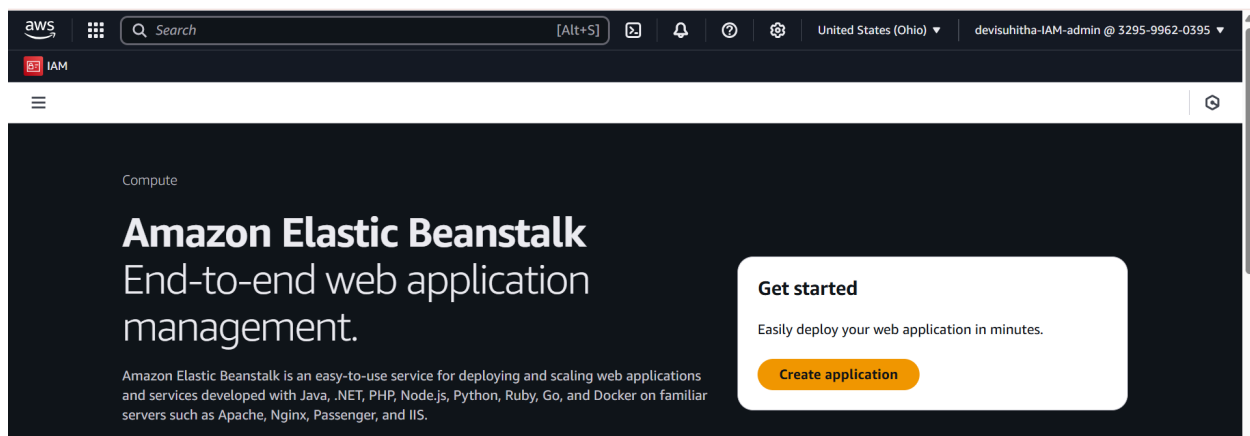 aws
Search [Alt+S] United States (Ohio) ▼ devisuhitha-IAM-admin @ 3295-9962-0395 ▼
IAM
Compute
Amazon Elastic Beanstalk
End-to-end web application
management.
Amazon Elastic Beanstalk is an easy-to-use service for deploying and scaling web applications
and services developed with Java, .NET, PHP, Node.js, Python, Ruby, Go, and Docker on familiar
servers such as Apache, Nginx, Passenger, and IIS.
Get started
Easily deploy your web application in minutes.
Create application